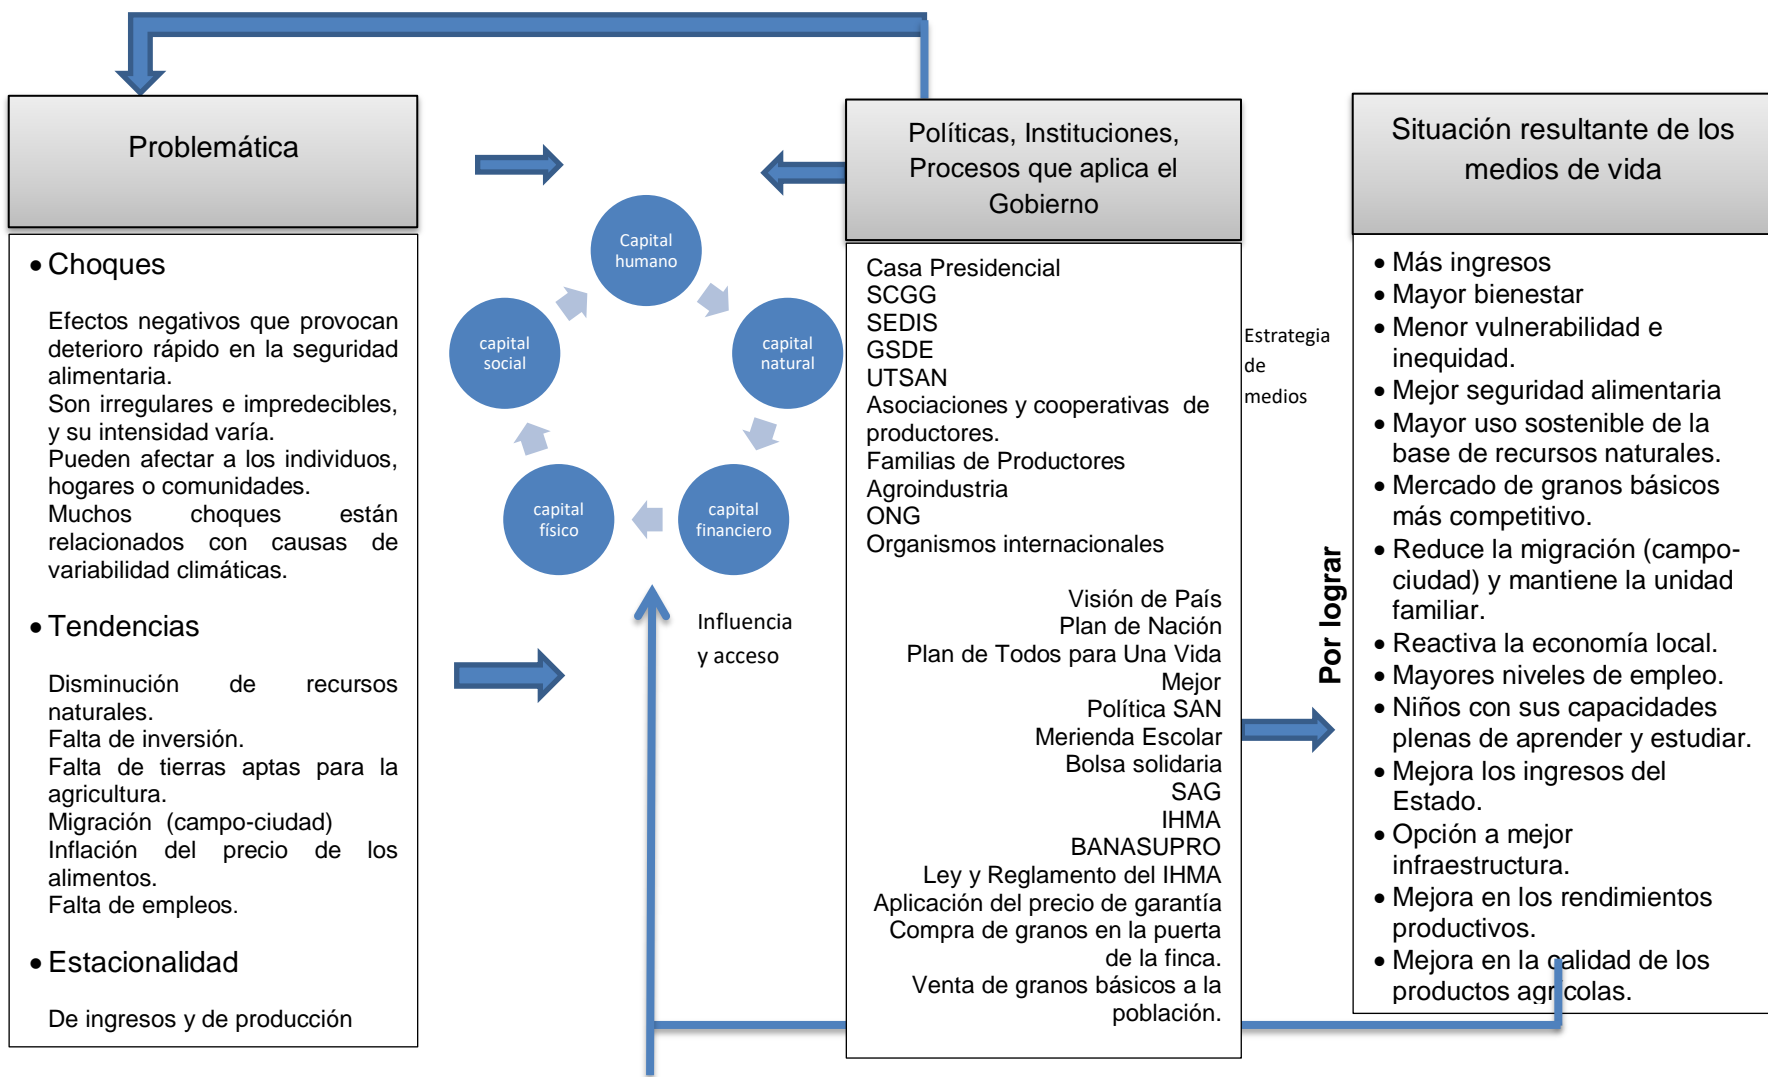 Problemática
• Choques
Efectos negativos que provocan
deterioro rápido en la seguridad
alimentaria.
Son irregulares e impredecibles,
y su intensidad varía.
Pueden afectar a los individuos,
hogares o comunidades.
Muchos choques están
relacionados con causas de
variabilidad climáticas.
• Tendencias
Disminución de recursos
naturales.
Falta de inversión.
Falta de tierras aptas para la
agricultura.
Migración (campo-ciudad)
Inflación del precio de los
alimentos.
Falta de empleos.
• Estacionalidad
De ingresos y de producción
Capital
humano
capital
natural
capital
financiero
capital
físico
capital
social
Influencia
y acceso
Políticas, Instituciones,
Procesos que aplica el
Gobierno
Casa Presidencial
SCGG
SEDIS
GSDE
UTSAN
Asociaciones y cooperativas de
productores.
Familias de Productores
Agroindustria
ONG
Organismos internacionales
Visión de País
Plan de Nación
Plan de Todos para Una Vida
Mejor
Política SAN
Merienda Escolar
Bolsa solidaria
SAG
IHMA
BANASUPRO
Ley y Reglamento del IHMA
Aplicación del precio de garantía
Compra de granos en la puerta
de la finca.
Venta de granos básicos a la
población.
Estrategia
de
medios
Por lograr
Situación resultante de los
medios de vida
• Más ingresos
• Mayor bienestar
• Menor vulnerabilidad e
inequidad.
• Mejor seguridad alimentaria
• Mayor uso sostenible de la
base de recursos naturales.
• Mercado de granos básicos
más competitivo.
• Reduce la migración (campo-
ciudad) y mantiene la unidad
familiar.
• Reactiva la economía local.
• Mayores niveles de empleo.
• Niños con sus capacidades
plenas de aprender y estudiar.
• Mejora los ingresos del
Estado.
• Opción a mejor
infraestructura.
• Mejora en los rendimientos
productivos.
• Mejora en la calidad de los
productos agrícolas.